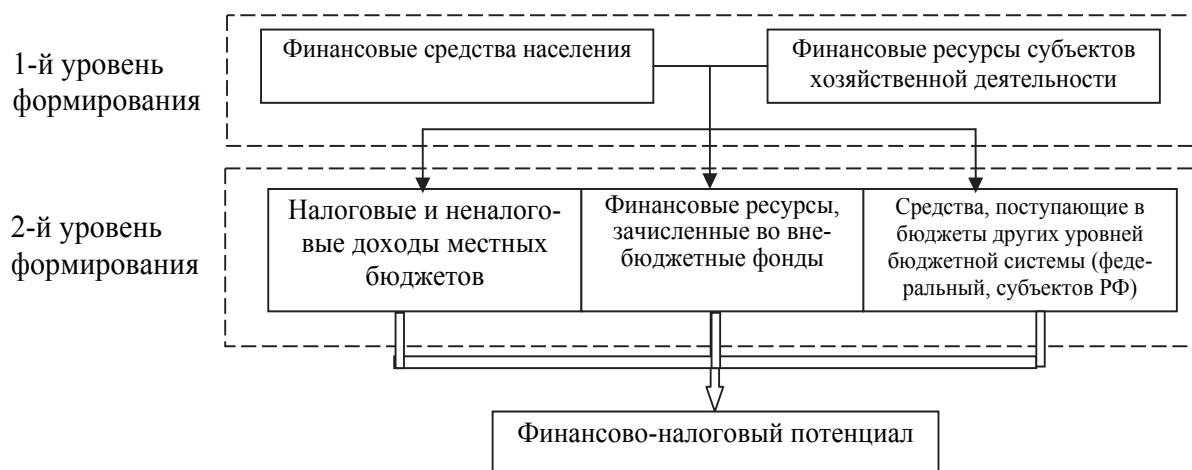 1-й уровень
формирования
Финансовые средства населения
Финансовые ресурсы субъектов
хозяйственной деятельности
2-й уровень
формирования
Налоговые и неналого-
вые доходы местных
бюджетов
Финансовые ресурсы,
зачисленные во вне-
бюджетные фонды
Средства, поступающие в
бюджеты других уровней
бюджетной системы (феде-
ральный, субъектов РФ)
Финансово-налоговый потенциал